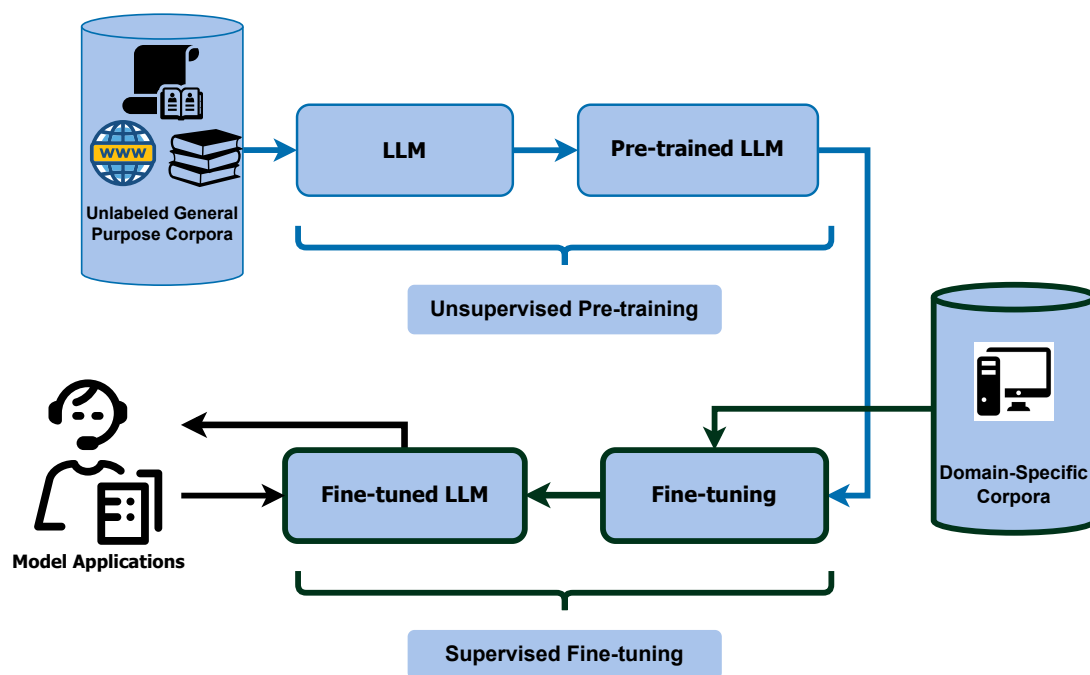 WWW
Unlabeled General
Purpose Corpora
LLM
Pre-trained LLM
Unsupervised Pre-training
Domain-Specific
Corpora
Fine-tuned LLM
Fine-tuning
Model Applications
Supervised Fine-tuning